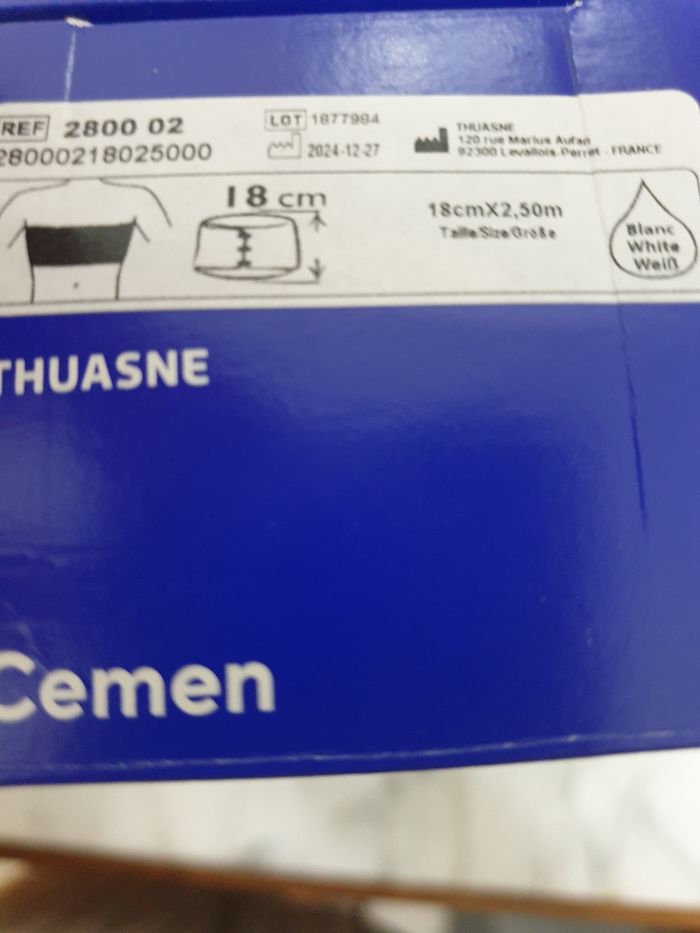 REF 2800 02
28000218025000
LOT 1877984
2024-12-27
THUASNE
120 rue Marius Aufan
92300 Levallois-Perret - FRANCE
18 cm
18cmX2,50m
Taille/Size/Größe
Blanc
White
Weiß
THUASNE
Cemen